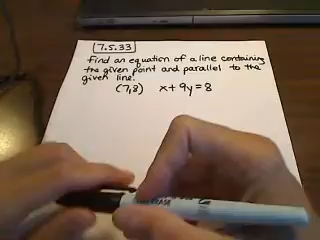 7.5.33
Find an equation of a line containing
the given point and parallel to the
given line.
(7,8) x+9y=8